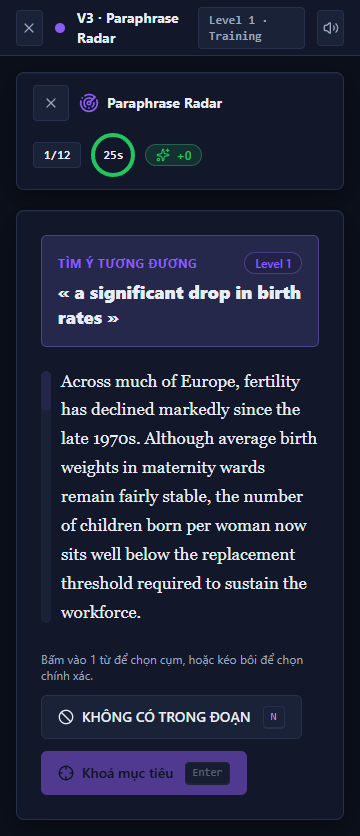 V3 · Paraphrase
Radar
Level 1 ·
Training
Paraphrase Radar
1/12
25s
+0
TÌM Ý TƯƠNG ĐƯƠNG
Level 1
« a significant drop in birth
rates »
Across much of Europe, fertility
has declined markedly since the
late 1970s. Although average birth
weights in maternity wards
remain fairly stable, the number
of children born per woman now
sits well below the replacement
threshold required to sustain the
workforce.
Bấm vào 1 từ để chọn cụm, hoặc kéo bôi để chọn
chính xác.
KHÔNG CÓ TRONG ĐOẠN
N
Khoá mục tiêu
Enter